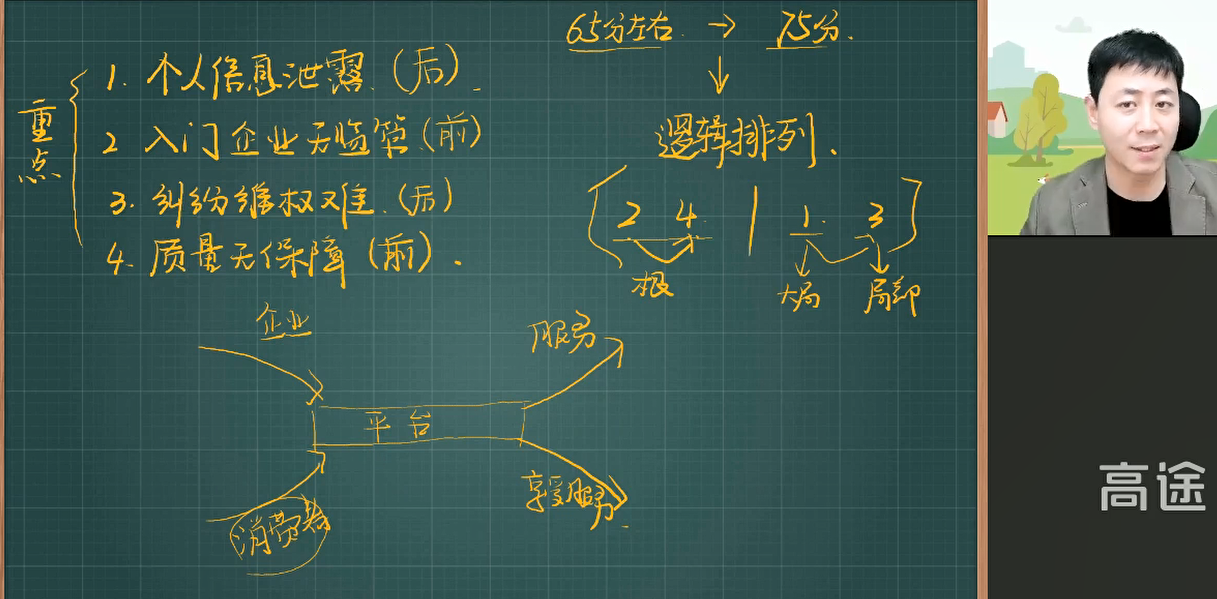 65分左右 → 75分.
重点
1. 个人信息泄露.(后).
2 入门企业无监管(前)
3. 纠纷维权难.(后)
4. 质量无保障(前).
逻辑排列.
2 4 | 1. 3
根
大局
局部
企业
服务
平台
消费者
享受服务.
高途